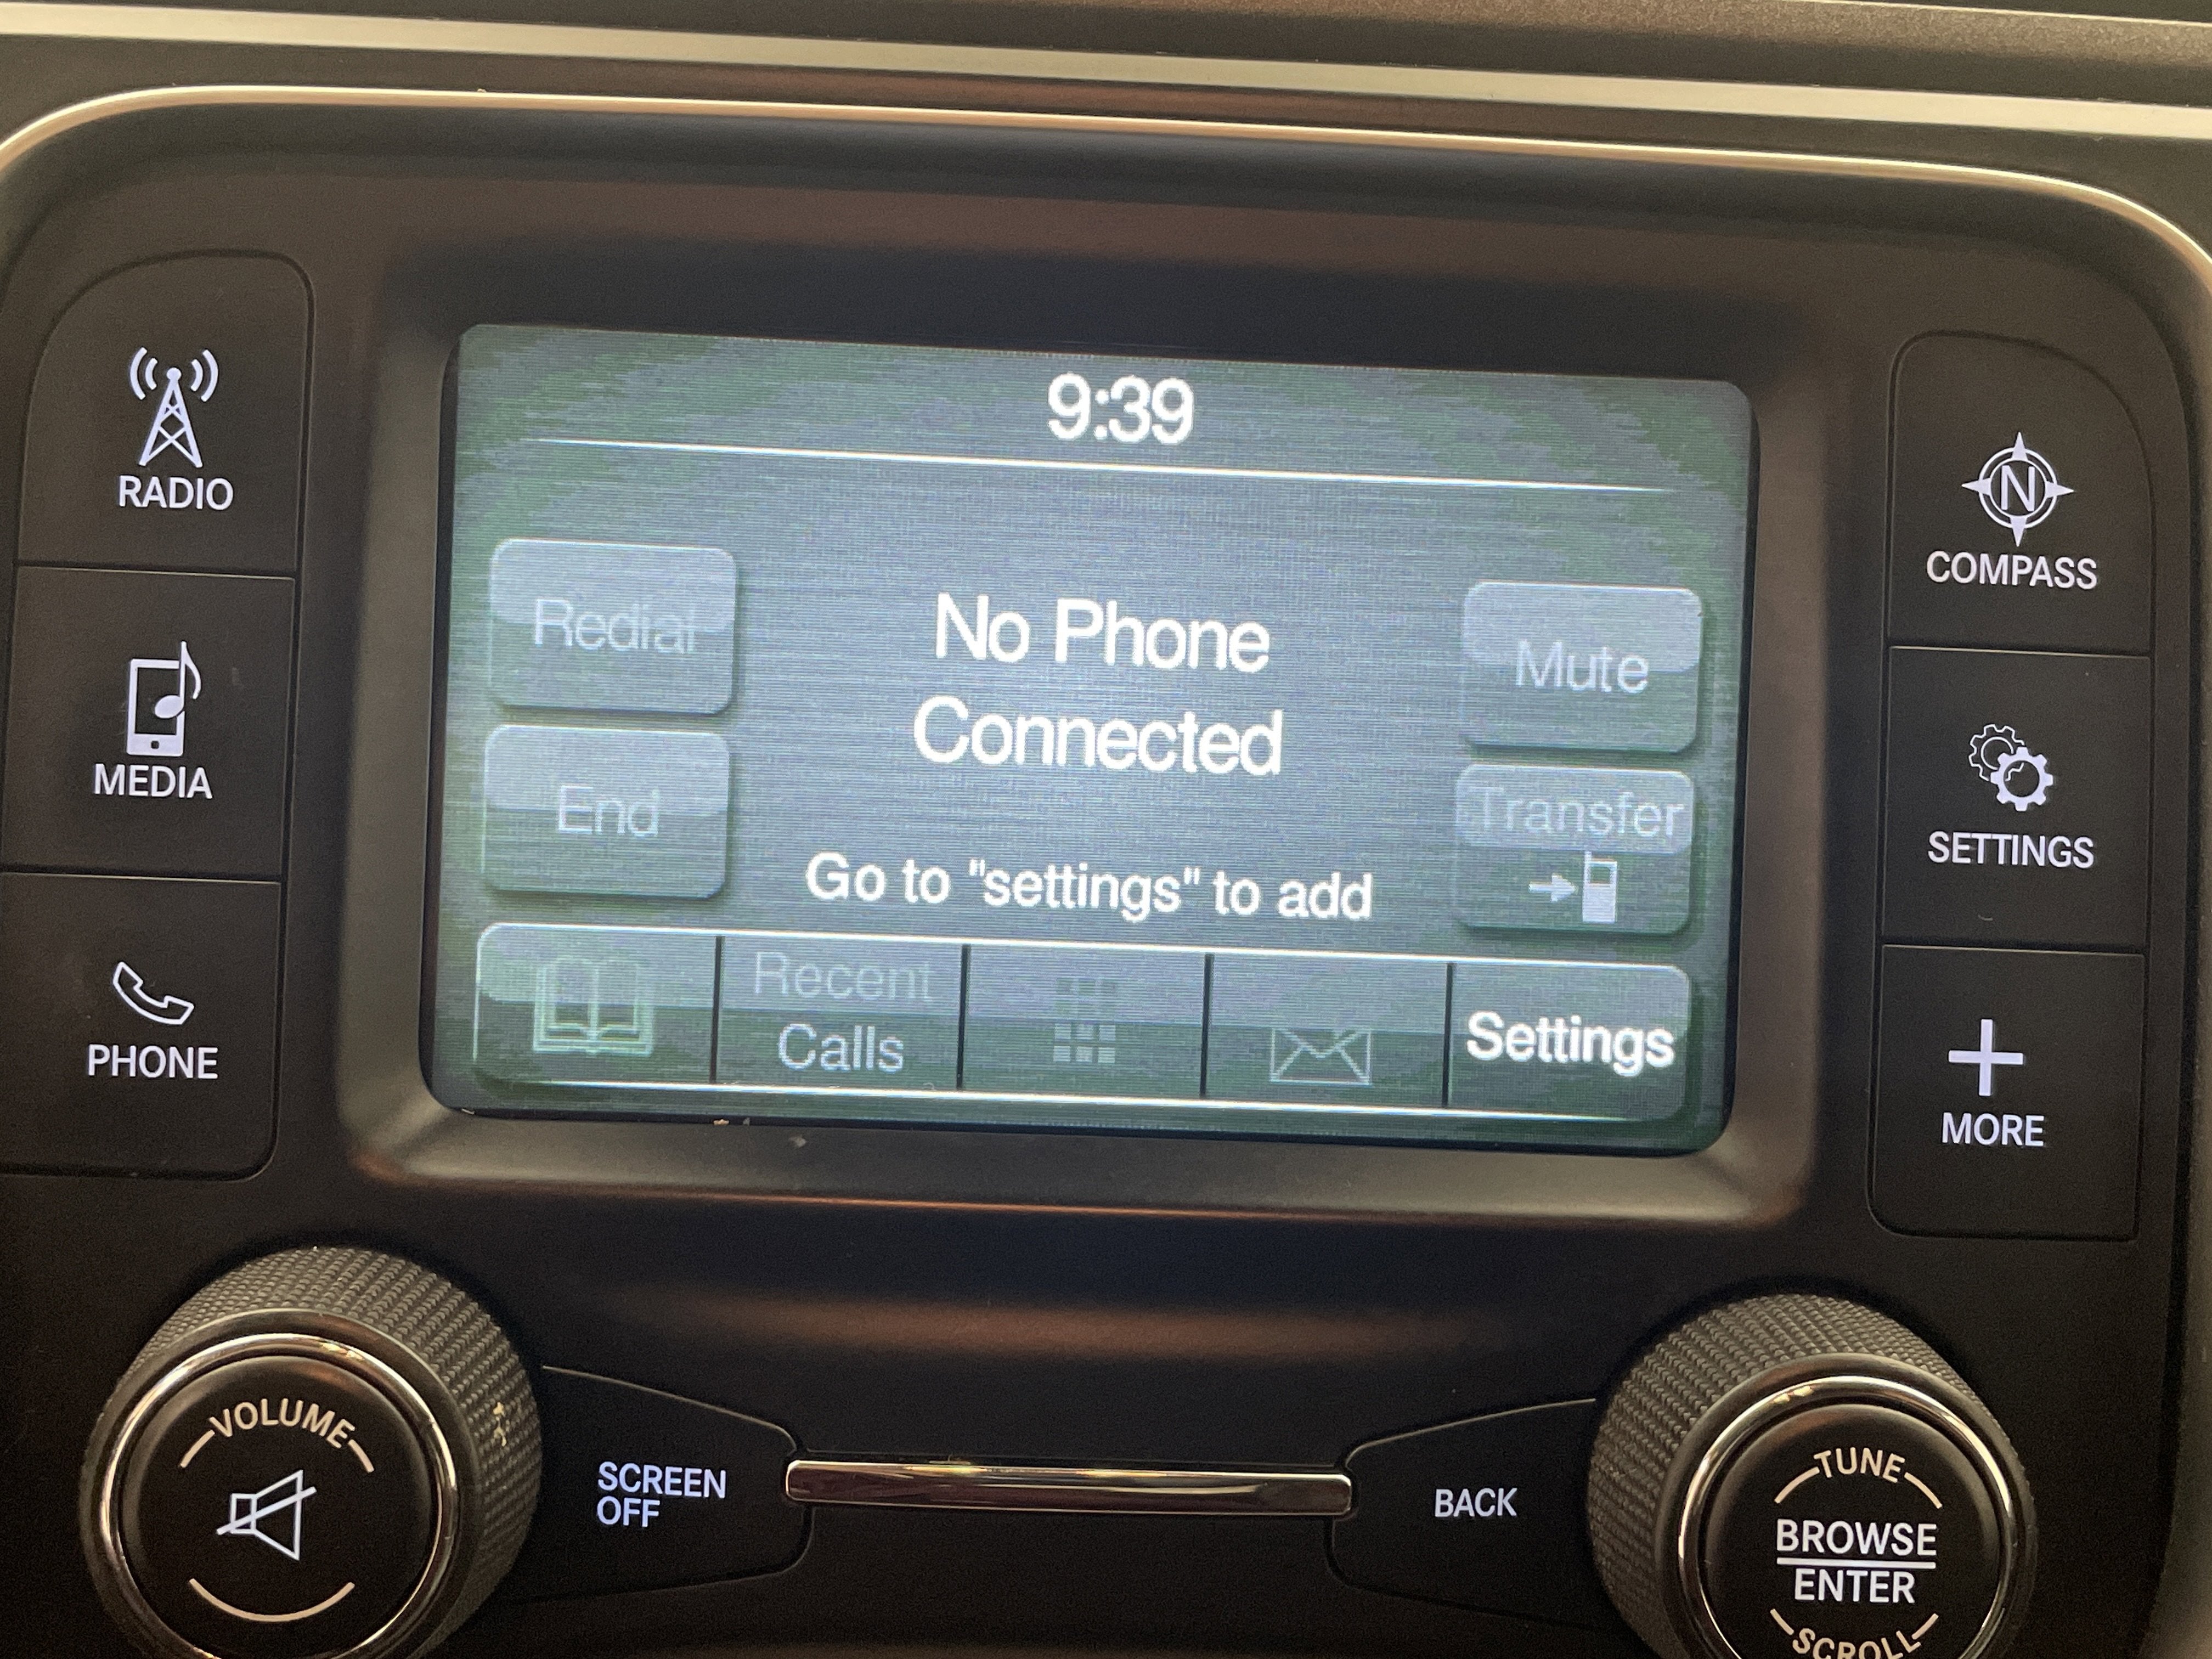 9:39
RADIO
MEDIA
PHONE
Redial
End
No Phone
Connected
Go to "settings" to add
Mute
Transfer
Recent
Calls
Settings
N
COMPASS
SETTINGS
MORE
VOLUME
SCREEN
OFF
BACK
TUNE
BROWSE
ENTER
SCROLL